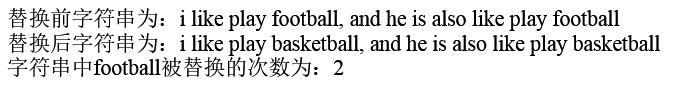 替换前字符串为：i like play football, and he is also like play football
替换后字符串为：i like play basketball, and he is also like play basketball
字符串中football被替换的次数为：2